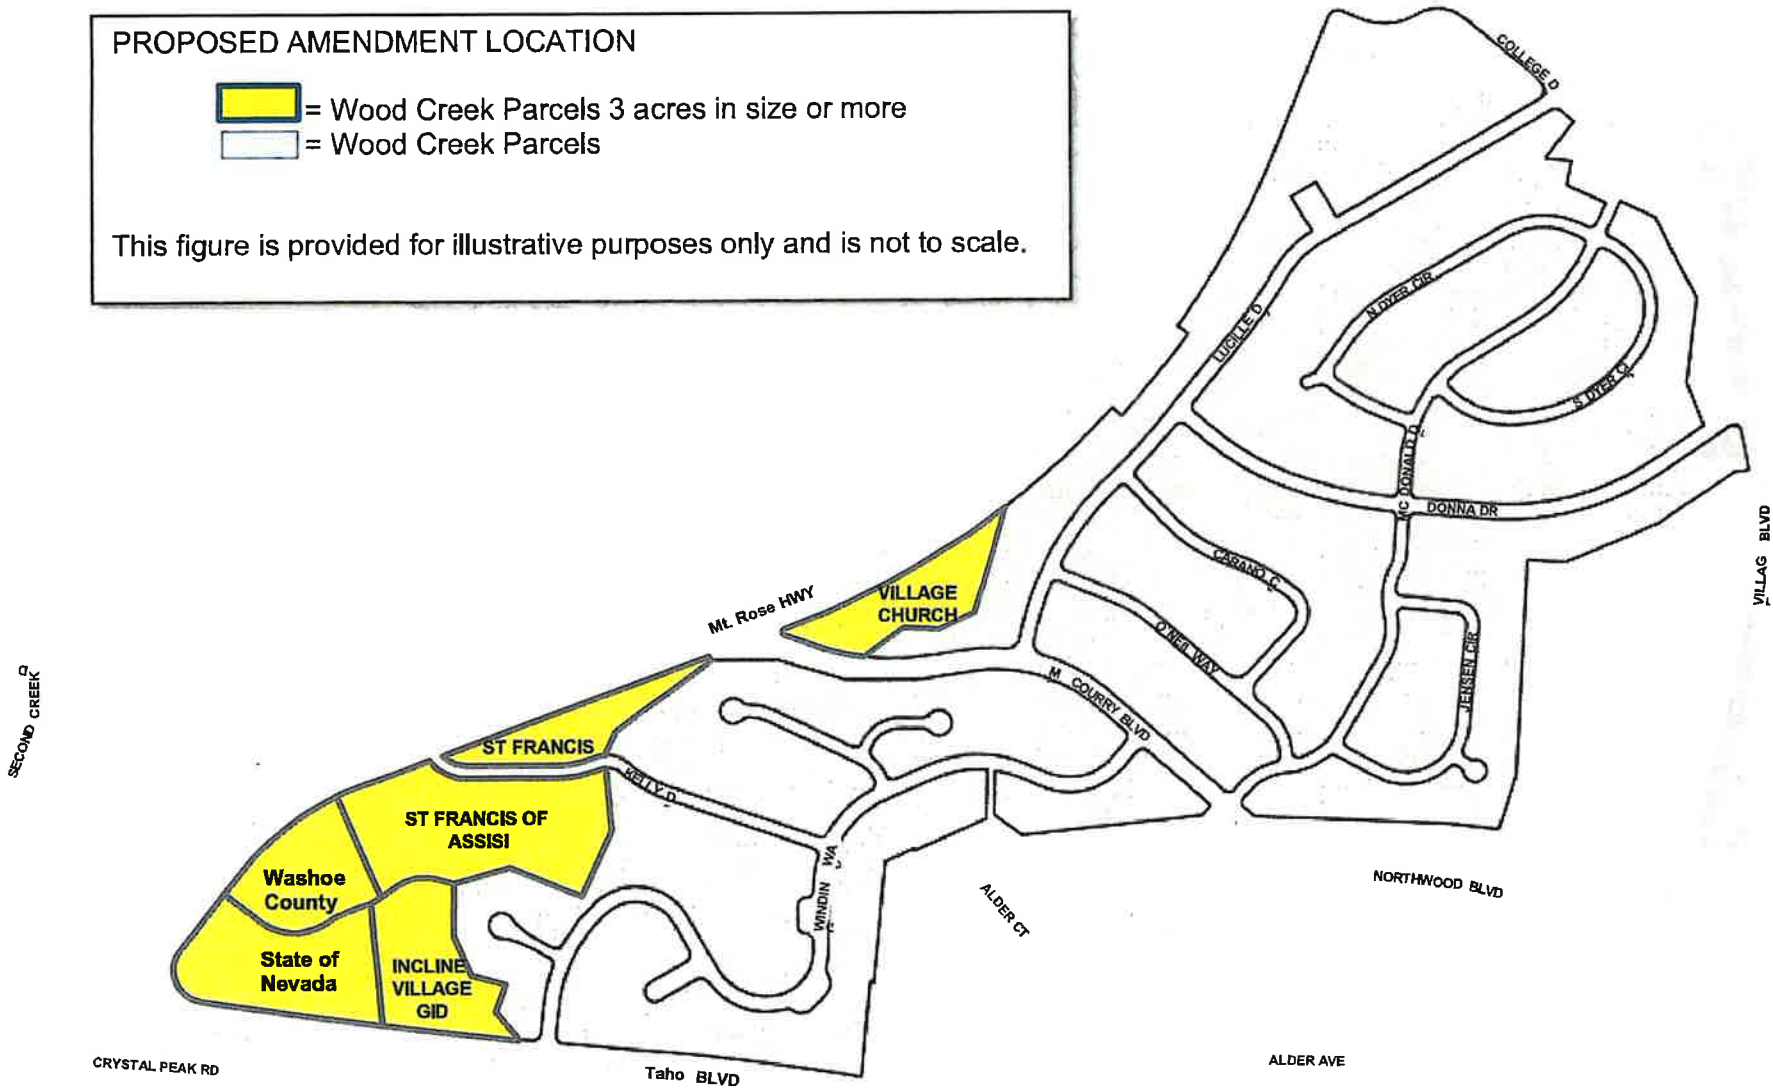 PROPOSED AMENDMENT LOCATION
= Wood Creek Parcels 3 acres in size or more
= Wood Creek Parcels
This figure is provided for illustrative purposes only and is not to scale.
COLLEGE D
N DYER CIR
LUCILLE D
S DYER CI
MC DONALD D
DONNA DR
VILLAG BLVD
CARANO C
VILLAGE
CHURCH
Mt. Rose HWY
O'NEIL WAY
JENSEN CIR
M COURRY BLVD
SECOND CREEK D
ST FRANCIS
KELLY D
ST FRANCIS OF
ASSISI
WINDIN WA
Washoe
County
NORTHWOOD BLVD
ALDER CT
State of
Nevada
INCLINE
VILLAGE
GID
CRYSTAL PEAK RD
Taho BLVD
ALDER AVE